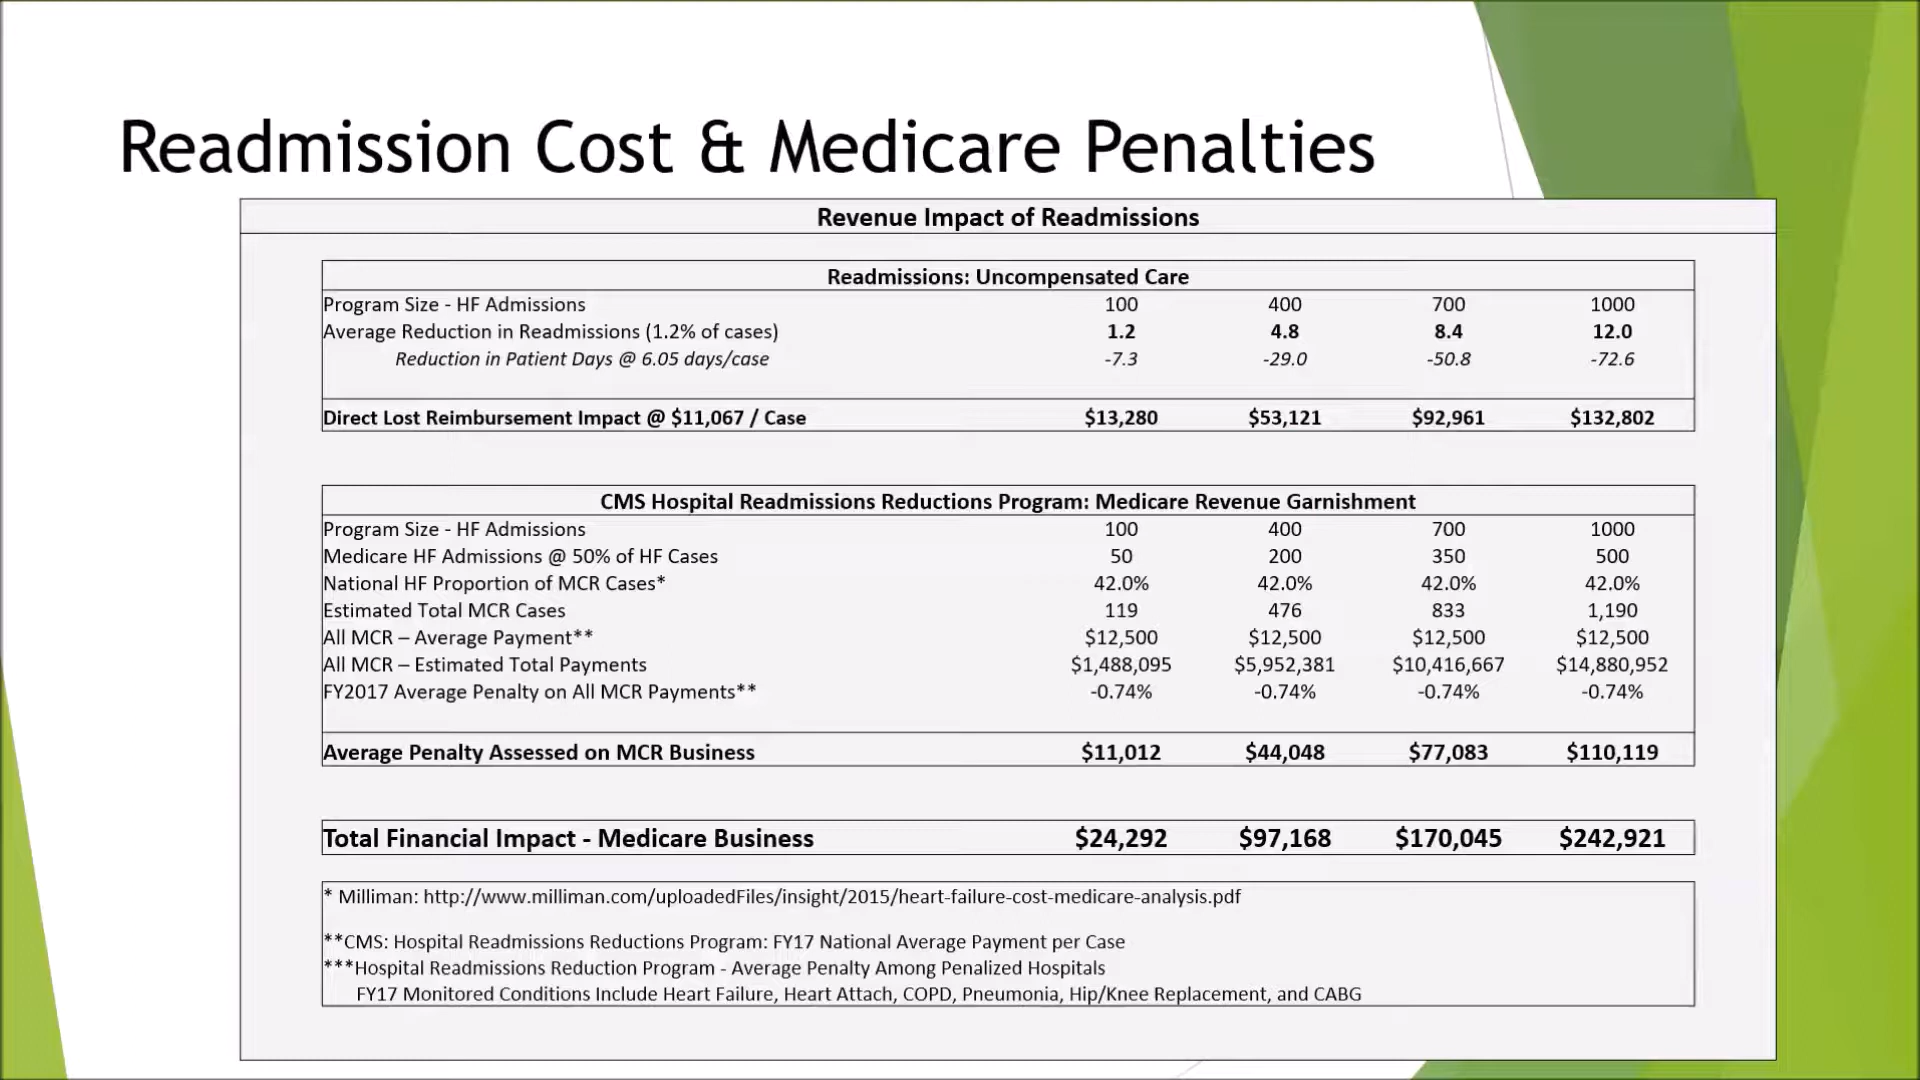 Readmission Cost & Medicare Penalties
Revenue Impact of Readmissions
Readmissions: Uncompensated Care
Program Size - HF Admissions 100 400 700 1000
Average Reduction in Readmissions (1.2% of cases) 1.2 4.8 8.4 12.0
Reduction in Patient Days @ 6.05 days/case -7.3 -29.0 -50.8 -72.6
Direct Lost Reimbursement Impact @ $11,067 / Case $13,280 $53,121 $92,961 $132,802
CMS Hospital Readmissions Reductions Program: Medicare Revenue Garnishment
Program Size - HF Admissions 100 400 700 1000
Medicare HF Admissions @ 50% of HF Cases 50 200 350 500
National HF Proportion of MCR Cases* 42.0% 42.0% 42.0% 42.0%
Estimated Total MCR Cases 119 476 833 1,190
All MCR – Average Payment** $12,500 $12,500 $12,500 $12,500
All MCR – Estimated Total Payments $1,488,095 $5,952,381 $10,416,667 $14,880,952
FY2017 Average Penalty on All MCR Payments** -0.74% -0.74% -0.74% -0.74%
Average Penalty Assessed on MCR Business $11,012 $44,048 $77,083 $110,119
Total Financial Impact - Medicare Business $24,292 $97,168 $170,045 $242,921
* Milliman: http://www.milliman.com/uploadedFiles/insight/2015/heart-failure-cost-medicare-analysis.pdf
**CMS: Hospital Readmissions Reductions Program: FY17 National Average Payment per Case
***Hospital Readmissions Reduction Program - Average Penalty Among Penalized Hospitals
FY17 Monitored Conditions Include Heart Failure, Heart Attach, COPD, Pneumonia, Hip/Knee Replacement, and CABG